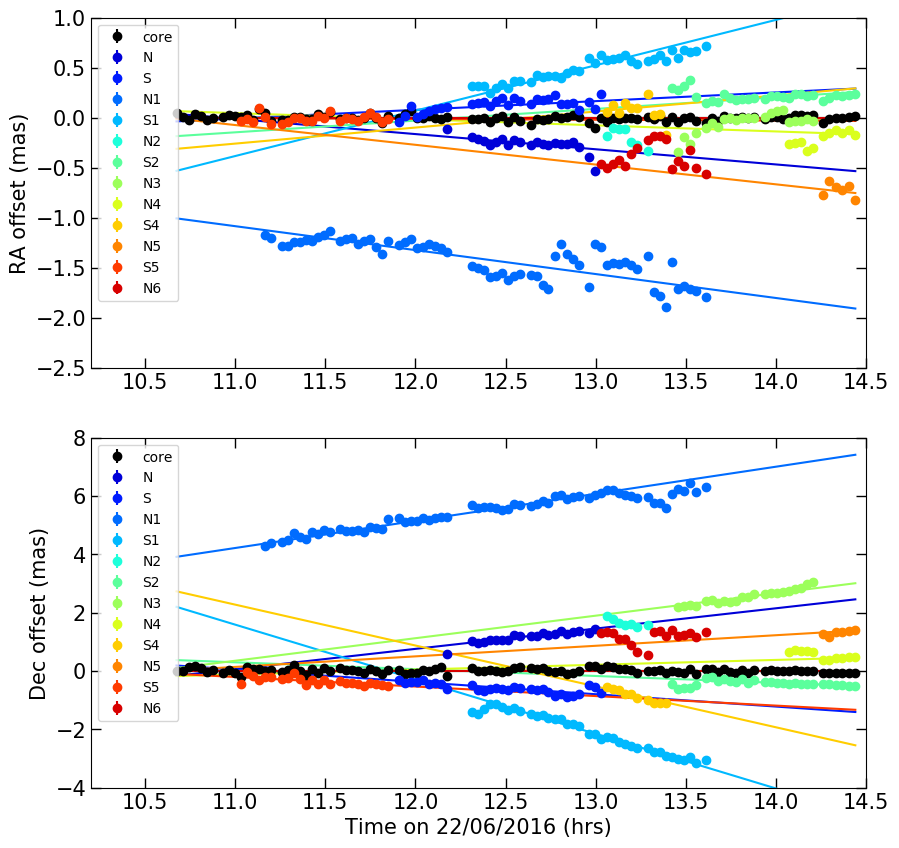 RA offset (mas)
1.0
0.5
0.0
−0.5
−1.0
−1.5
−2.0
−2.5
core
N
S
N1
S1
N2
S2
N3
N4
S4
N5
S5
N6
10.5 11.0 11.5 12.0 12.5 13.0 13.5 14.0 14.5
Dec offset (mas)
8
6
4
2
0
−2
−4
core
N
S
N1
S1
N2
S2
N3
N4
S4
N5
S5
N6
10.5 11.0 11.5 12.0 12.5 13.0 13.5 14.0 14.5
Time on 22/06/2016 (hrs)